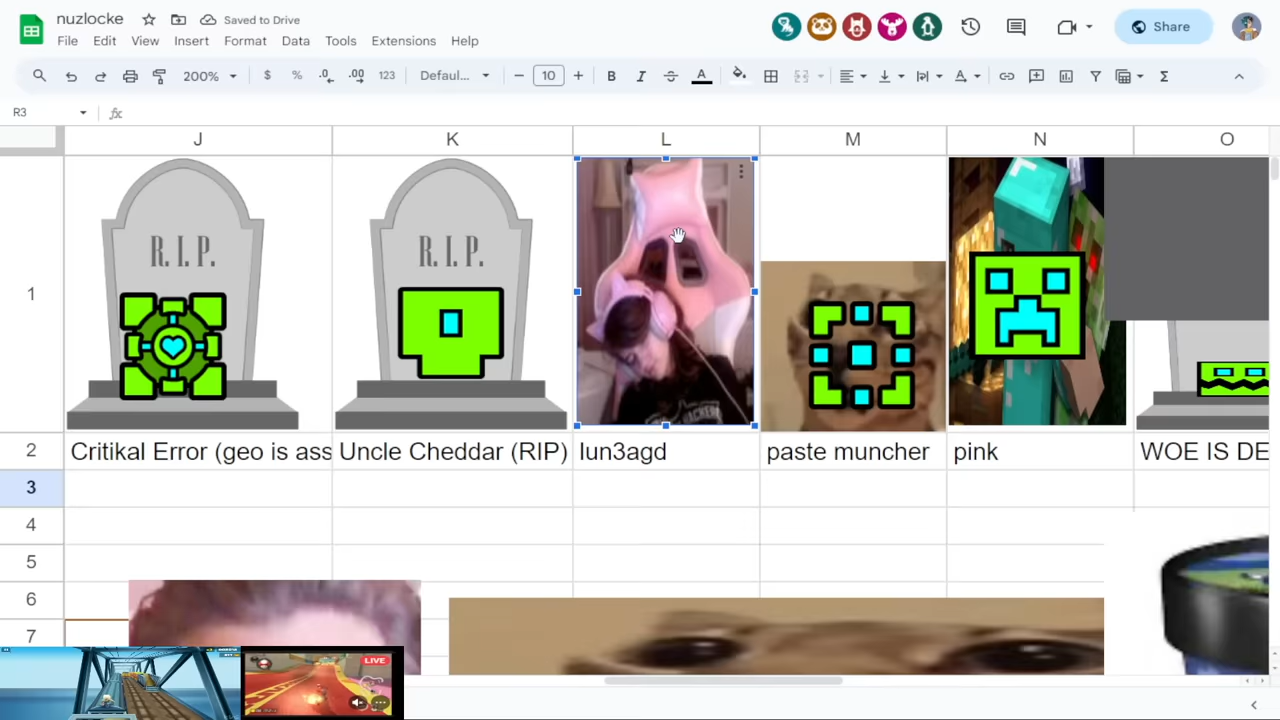 nuzlocke
Saved to Drive
File Edit View Insert Format Data Tools Extensions Help
Share
200% $ % .0 .00 123 Defaul... 10 B I A Σ
R3 fx
J K L M N O
1
R.I.P. R.I.P.
2 Critikal Error (geo is ass Uncle Cheddar (RIP) lun3agd paste muncher pink WOE IS DE
3
4
5
6
7
LIVE